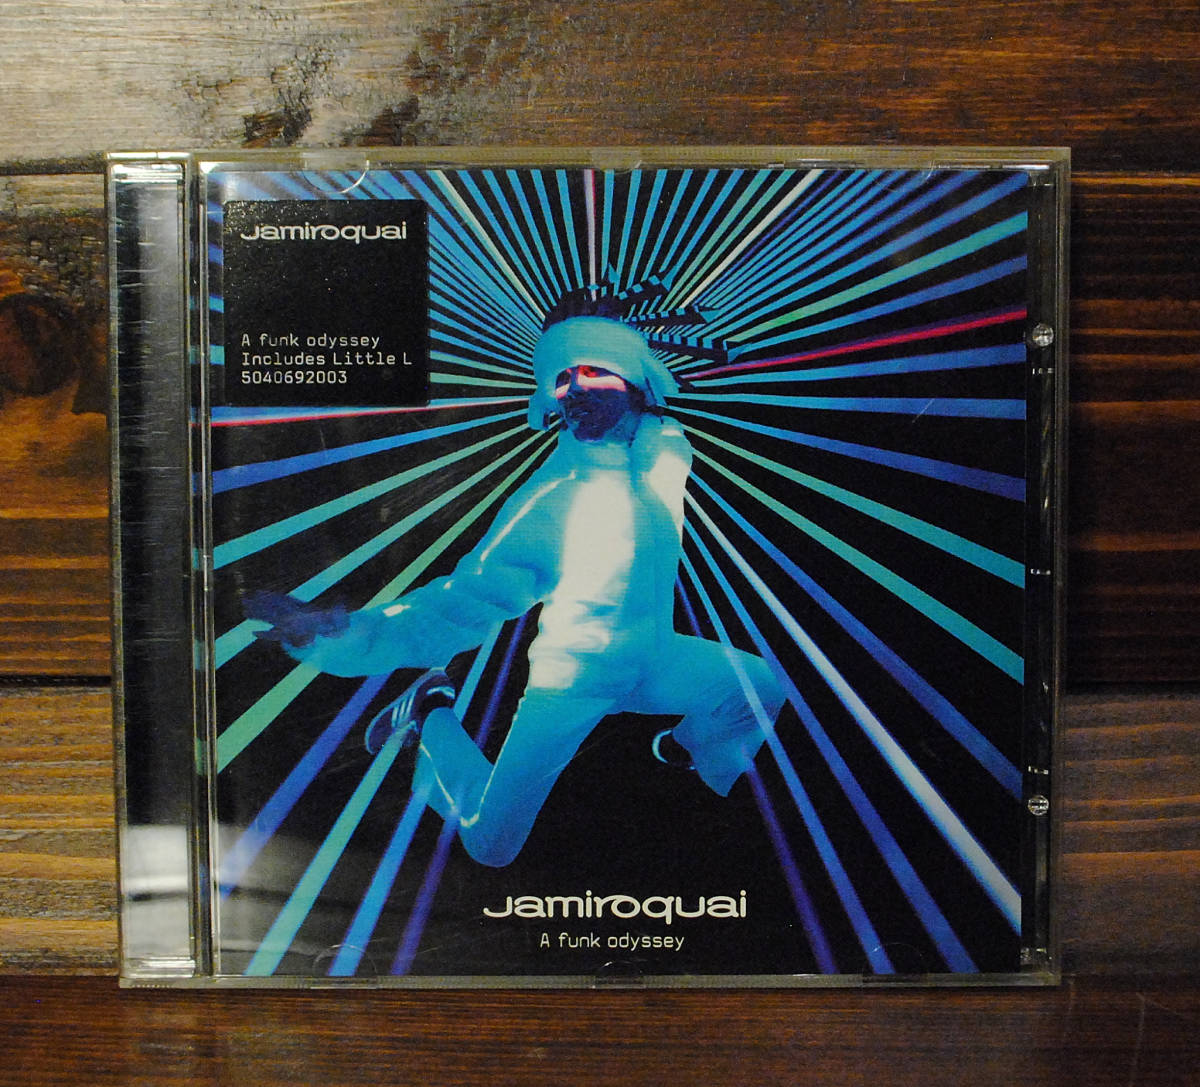 Jamiroquai
A funk odyssey
Includes Little L
5040692003
Jamiroquai
A funk odyssey